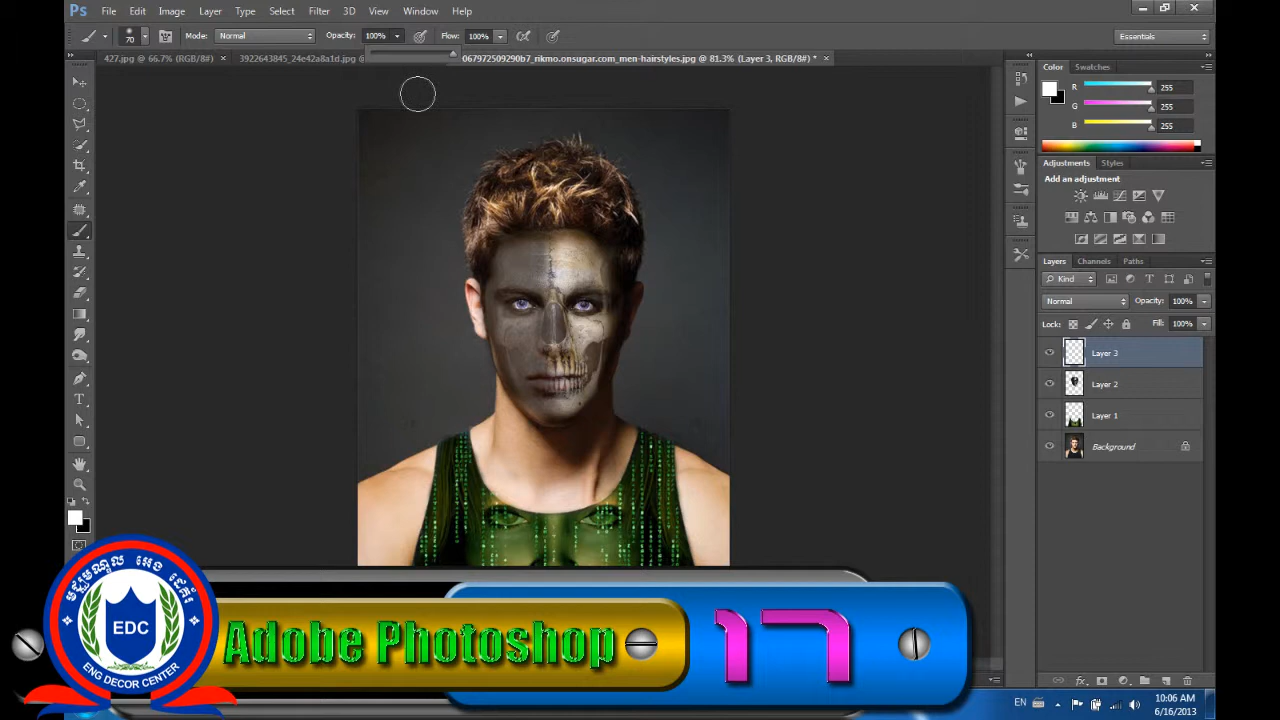 Ps File Edit Image Layer Type Select Filter 3D View Window Help
70 Mode: Normal Opacity: 100% Flow: 100% Essentials
427.jpg @ 66.7% (RGB/8#) × 3922643845_24e42a8a1d.jpg @ 067972509290b7_rikmo.onsugar.com_men-hairstyles.jpg @ 81.3% (Layer 3, RGB/8#) * ×
Color Swatches
R 255
G 255
B 255
Adjustments Styles
Add an adjustment
Layers Channels Paths
Kind
Normal Opacity: 100%
Lock: Fill: 100%
Layer 3
Layer 2
Layer 1
Background
EDC
ENG DECOR CENTER
Adobe Photoshop 17
EN 10:06 AM
6/16/2013